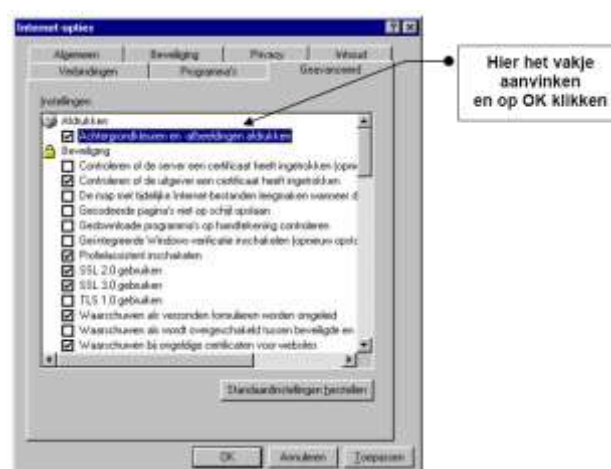 Internet-opties
Algemeen Beveiliging Privacy Inhoud
Verbindingen Programma's Geavanceerd
Instellingen:
Afdrukken
Achtergrondkleuren en -afbeeldingen afdrukken
Beveiliging
Controleren of de server een certificaat heeft ingetrokken (opni
Controleren of de uitgever een certificaat heeft ingetrokken
De map met tijdelijke Internet-bestanden leegmaken wanneer d
Gecodeerde pagina's niet op schijf opslaan
Gedownloade programma's op handtekening controleren
Geïntegreerde Windows-verificatie inschakelen (opnieuw opsta
Profielassistent inschakelen
SSL 2.0 gebruiken
SSL 3.0 gebruiken
TLS 1.0 gebruiken
Waarschuwen als verzonden formulieren worden omgeleid
Waarschuwen als wordt overgeschakeld tussen beveiligde en
Waarschuwen bij ongeldige certificaten voor websites
Standaardinstellingen herstellen
OK Annuleren Toepassen
Hier het vakje
aanvinken
en op OK klikken